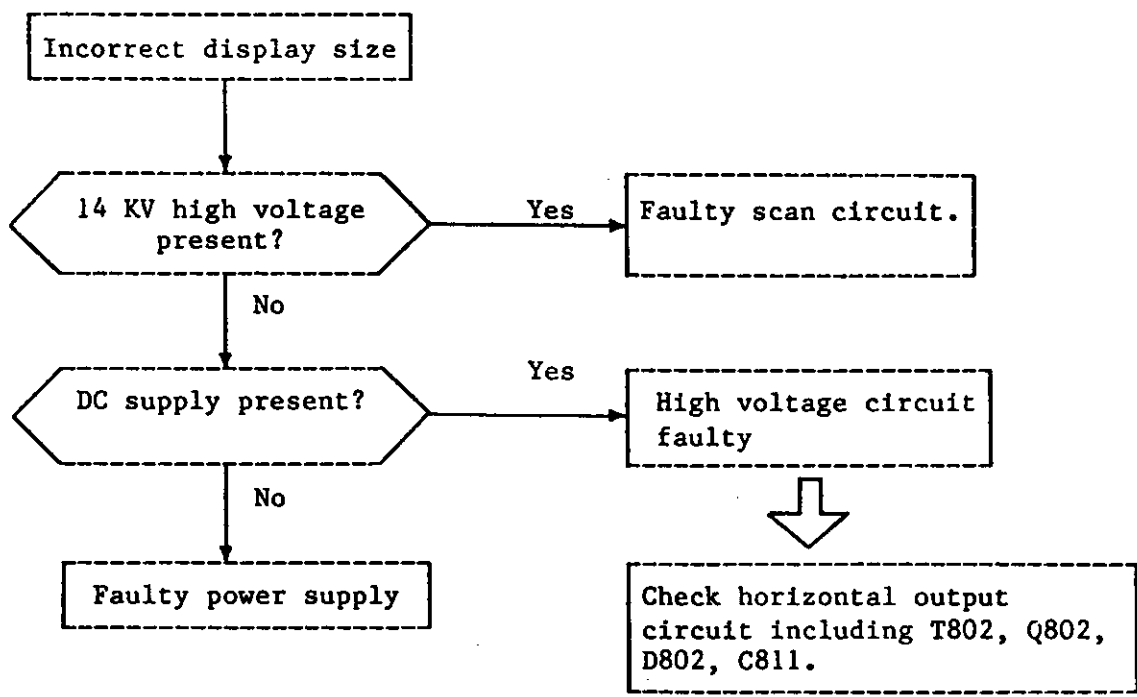 Incorrect display size
14 KV high voltage
present?
Yes
Faulty scan circuit.
No
DC supply present?
Yes
High voltage circuit
faulty
No
Faulty power supply
Check horizontal output
circuit including T802, Q802,
D802, C811.